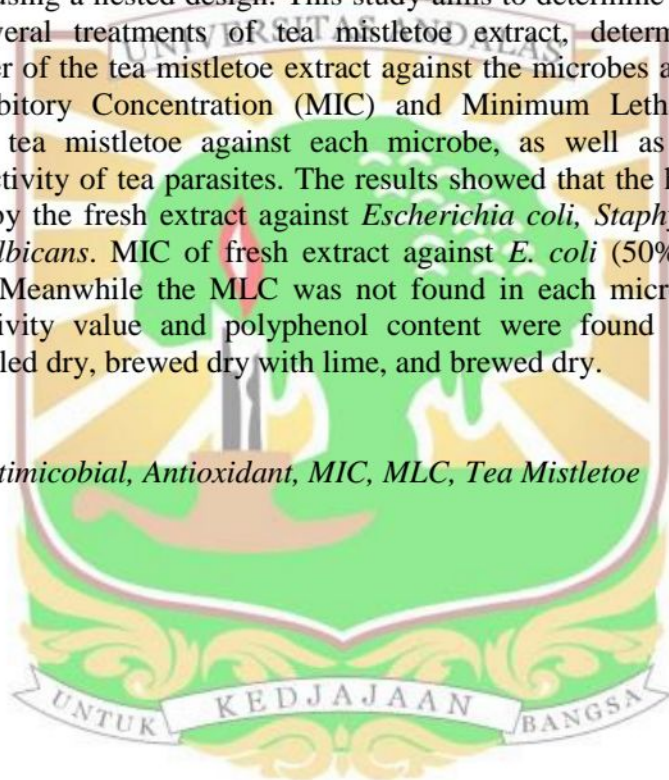 using a nested design. This study aims to determine
UNIVERSITAS ANDALAS
veral treatments of tea mistletoe extract, determ
er of the tea mistletoe extract against the microbes a
bitory Concentration (MIC) and Minimum Leth
tea mistletoe against each microbe, as well as
ctivity of tea parasites. The results showed that the h
by the fresh extract against Escherichia coli, Staphy
lbicans. MIC of fresh extract against E. coli (50%
Meanwhile the MLC was not found in each micr
ivity value and polyphenol content were found
led dry, brewed dry with lime, and brewed dry.
timicobial, Antioxidant, MIC, MLC, Tea Mistletoe
UNTUK KEDJAJAAN BANGSA